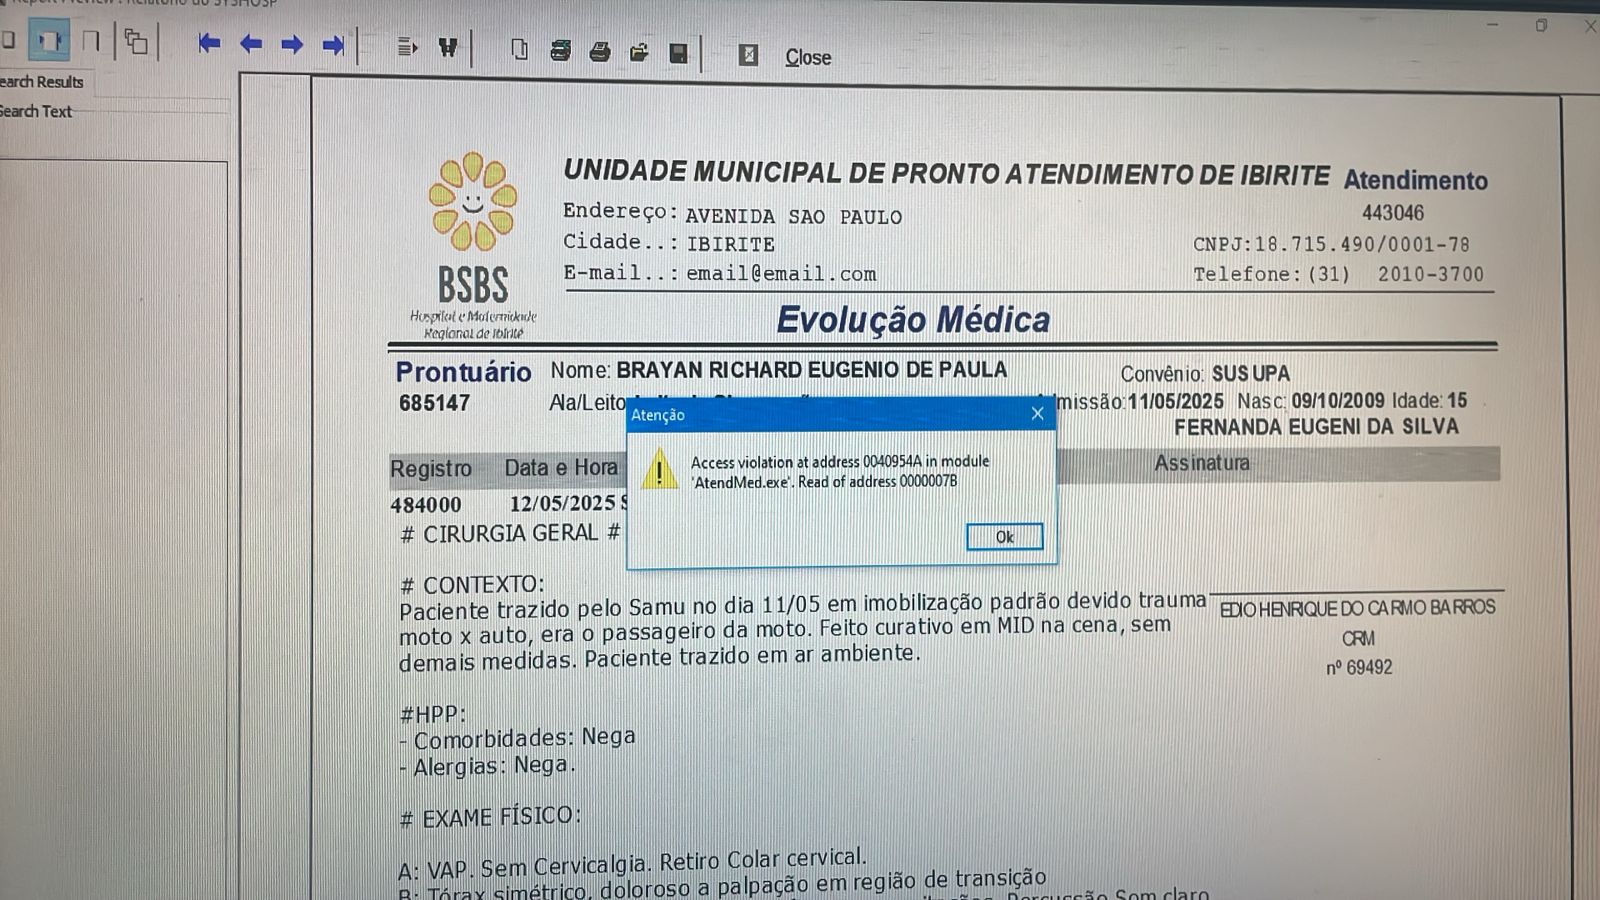 Close
earch Results
Search Text
UNIDADE MUNICIPAL DE PRONTO ATENDIMENTO DE IBIRITE Atendimento
Endereço: AVENIDA SAO PAULO 443046
Cidade..: IBIRITE CNPJ:18.715.490/0001-78
E-mail..: email@email.com Telefone:(31) 2010-3700
BSBS
Hospital e Maternidade
Regional de Ibirité
Evolução Médica
Prontuário Nome: BRAYAN RICHARD EUGENIO DE PAULA Convênio: SUS UPA
685147 Ala/Leito missão:11/05/2025 Nasc: 09/10/2009 Idade: 15
FERNANDA EUGENI DA SILVA
Atenção
Access violation at address 0040954A in module
'AtendMed.exe'. Read of address 0000007B
Ok
Registro Data e Hora Assinatura
484000 12/05/2025
# CIRURGIA GERAL #
# CONTEXTO:
Paciente trazido pelo Samu no dia 11/05 em imobilização padrão devido trauma
moto x auto, era o passageiro da moto. Feito curativo em MID na cena, sem
demais medidas. Paciente trazido em ar ambiente.
EDIO HENRIQUE DO CARMO BARROS
CRM
nº 69492
#HPP:
- Comorbidades: Nega
- Alergias: Nega.
# EXAME FÍSICO:
A: VAP. Sem Cervicalgia. Retiro Colar cervical.
B: Tórax simétrico, doloroso a palpação em região de transição
Percussão Som claro